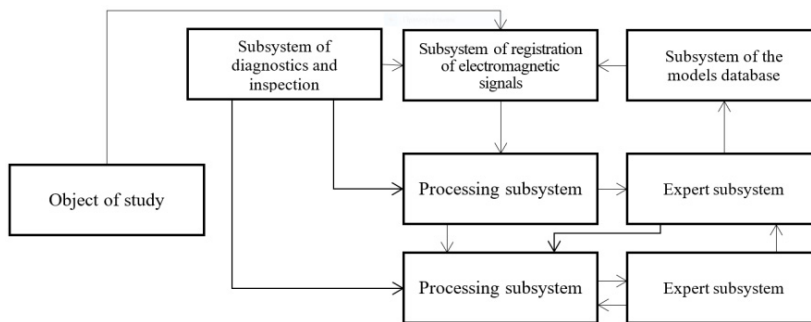 Subsystem of
diagnostics and
inspection
Subsystem of registration
of electromagnetic
signals
Subsystem of the
models database
Object of study
Processing subsystem
Expert subsystem
Processing subsystem
Expert subsystem